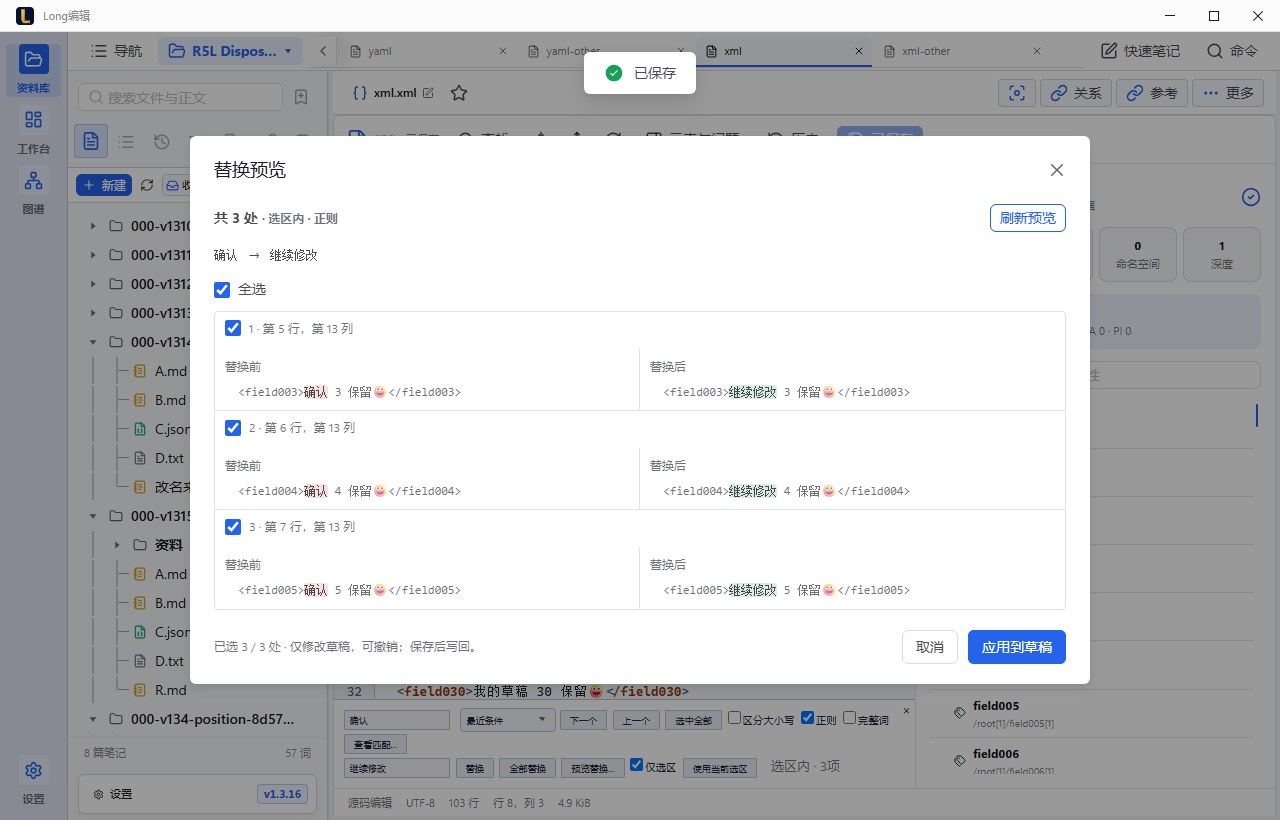 Long编辑
导航
R5L Dispos...
yaml
yaml-other
xml
xml-other
快速笔记
命令
已保存
资料库
工作台
图谱
设置
搜索文件与正文
xml.xml
关系
参考
更多
新建
000-v1310
000-v1311
000-v1312
000-v1313
000-v1314
A.md
B.md
C.json
D.txt
改名来
000-v1315
资料
A.md
B.md
C.json
D.txt
R.md
000-v134-position-8d57...
8 篇笔记
57 词
设置
v1.3.16
替换预览
共 3 处 · 选区内 · 正则
刷新预览
确认 → 继续修改
全选
1 · 第 5 行，第 13 列
替换前
替换后
<field003>确认 3 保留😀</field003>
<field003>继续修改 3 保留😀</field003>
2 · 第 6 行，第 13 列
替换前
替换后
<field004>确认 4 保留😀</field004>
<field004>继续修改 4 保留😀</field004>
3 · 第 7 行，第 13 列
替换前
替换后
<field005>确认 5 保留😀</field005>
<field005>继续修改 5 保留😀</field005>
已选 3 / 3 处 · 仅修改草稿，可撤销；保存后写回。
取消
应用到草稿
0
命名空间
1
深度
A 0 · PI 0
32 <field030>我的草稿 30 保留😀</field030>
确认
最近条件
下一个
上一个
选中全部
区分大小写
正则
完整词
查看匹配...
继续修改
替换
全部替换
预览替换...
仅选区
使用当前选区
选区内 · 3项
源码编辑
UTF-8
103 行
行 8，列 3
4.9 KiB
field005
/root[1]/field005[1]
field006
/root[1]/field006[1]